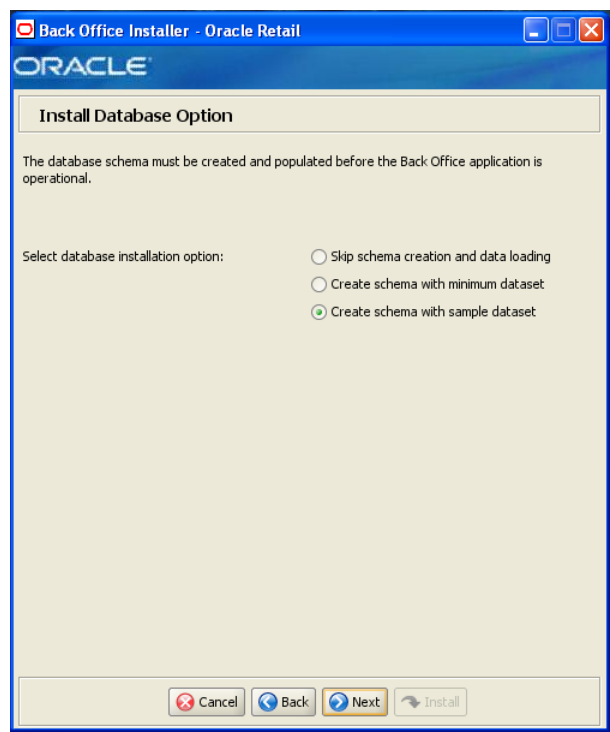 Back Office Installer - Oracle Retail
ORACLE
Install Database Option
The database schema must be created and populated before the Back Office application is
operational.
Select database installation option:
Skip schema creation and data loading
Create schema with minimum dataset
Create schema with sample dataset
Cancel
Back
Next
Install